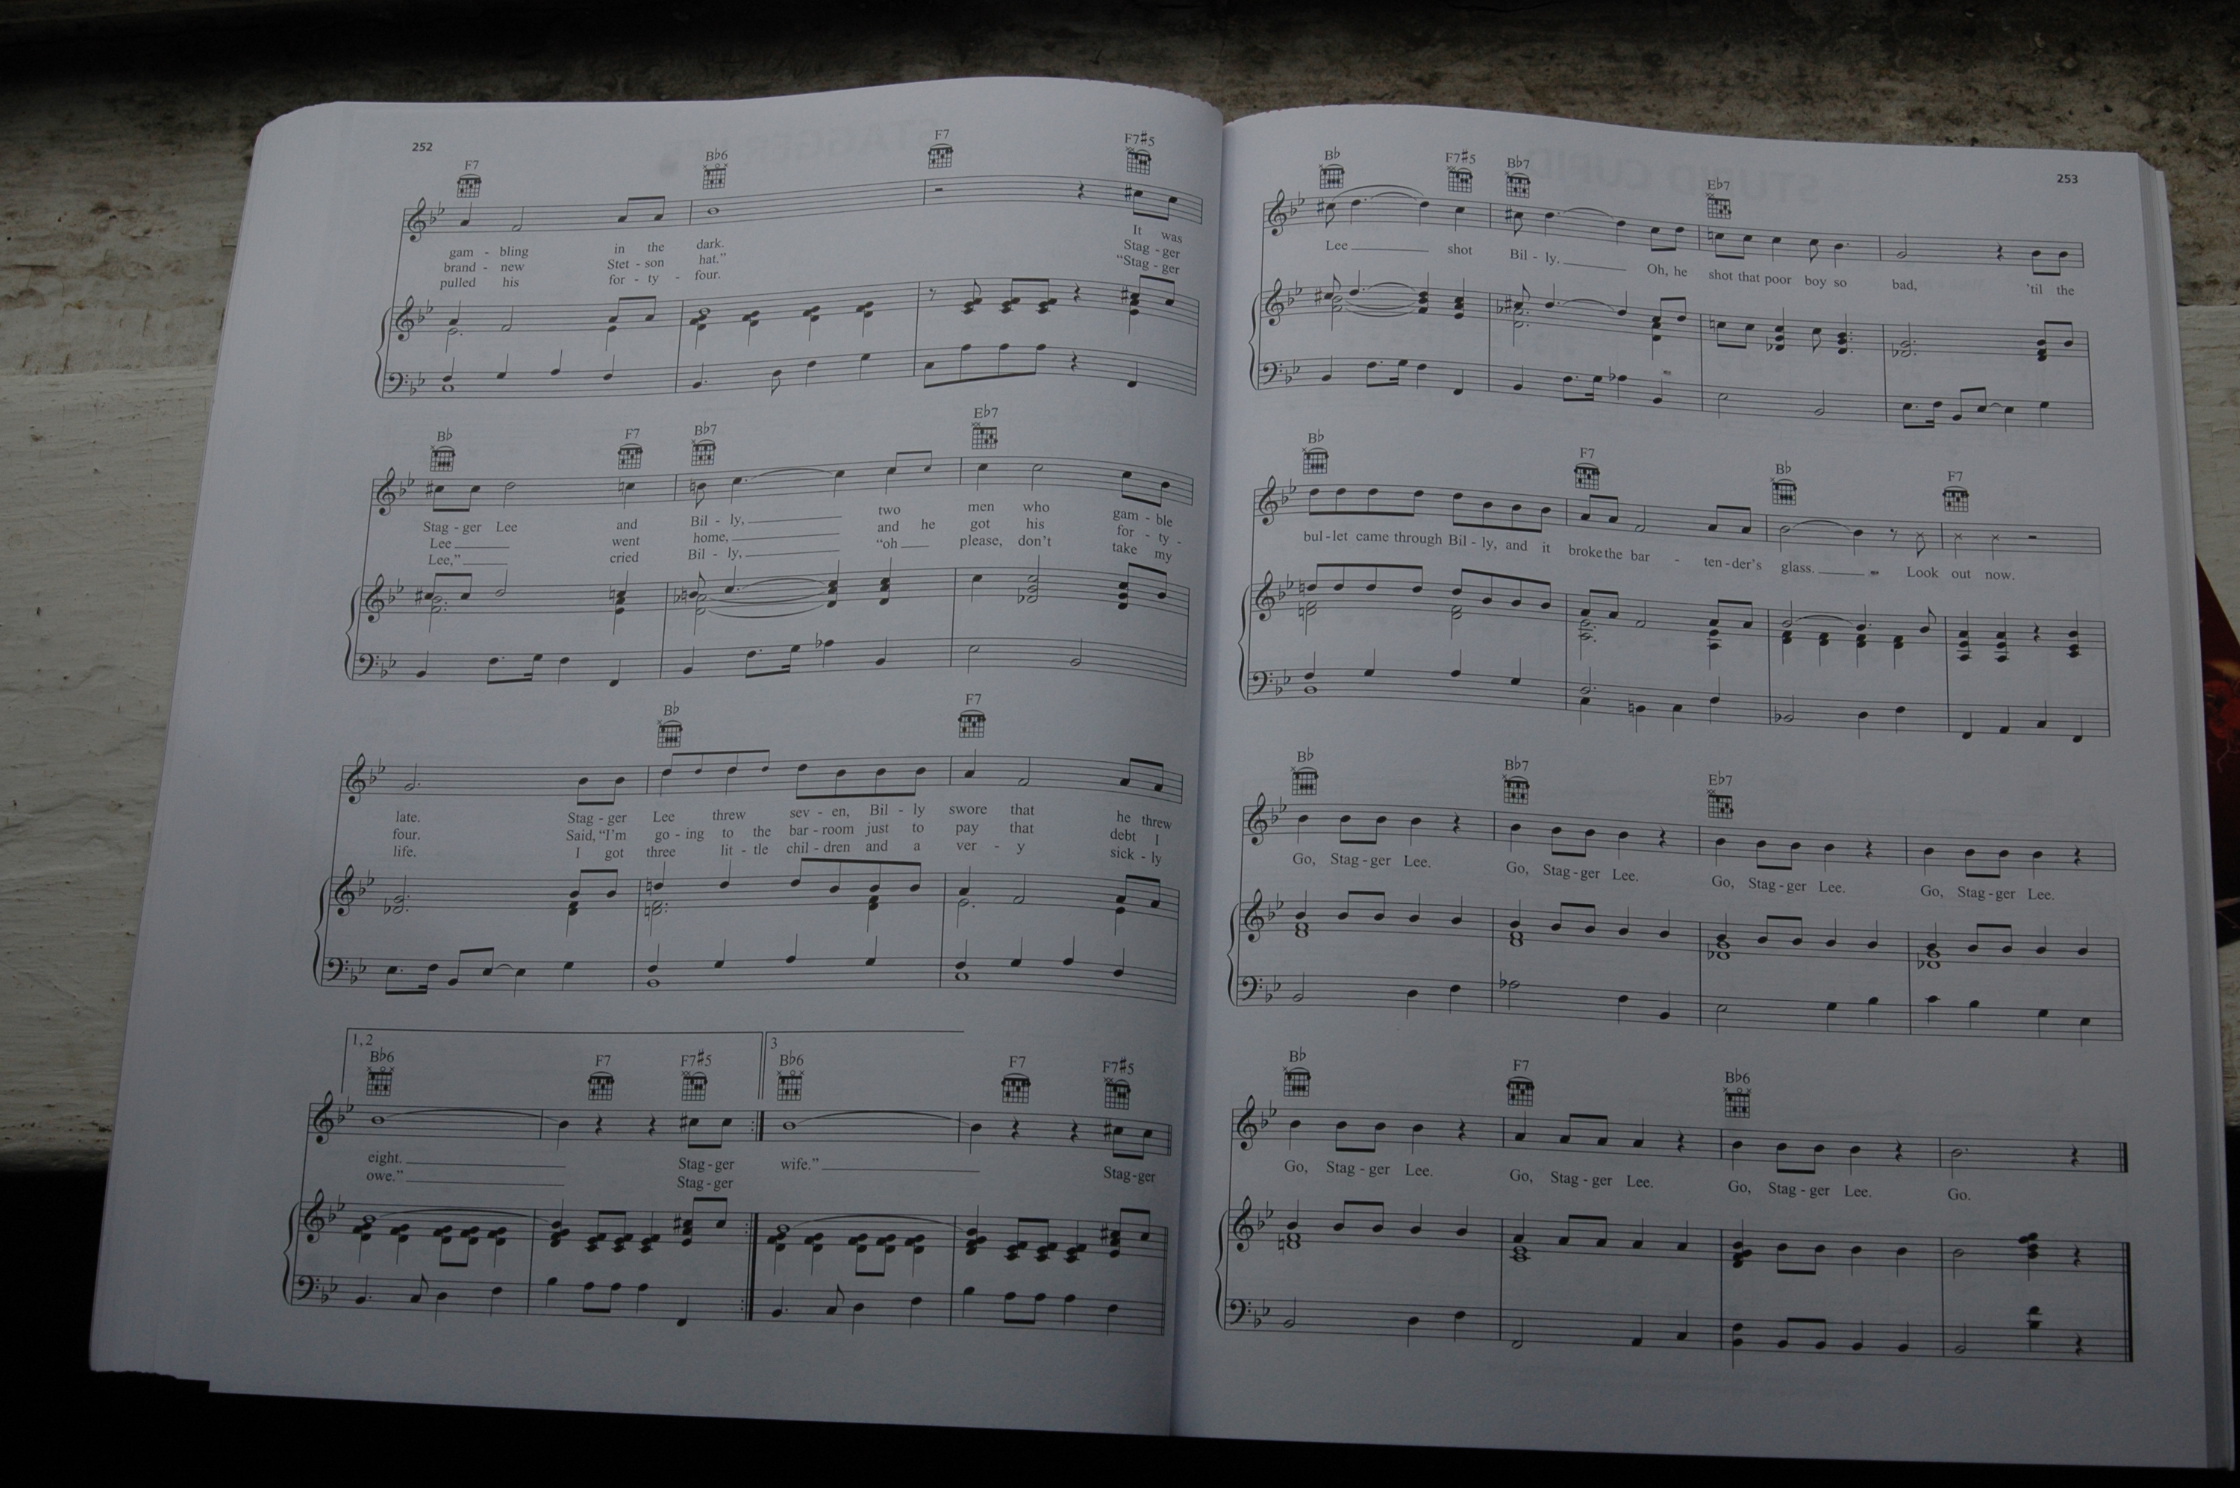 252
F7 B♭6 F7 F7♯5
gam - bling in the dark. It was
brand - new Stet - son hat.” Stag - ger
pulled his for - ty - four. “Stag - ger
B♭ F7 B♭7 E♭7
Stag - ger Lee and Bil - ly, two men who gam - ble
Lee went home, and he got his for - ty -
Lee,” cried Bil - ly, “oh please, don't take my
B♭ F7
late. Stag - ger Lee threw sev - en, Bil - ly swore that he threw
four. Said, “I'm go - ing to the bar - room just to pay that debt I
life. I got three lit - tle chil - dren and a ver - y sick - ly
1, 2 3
B♭6 F7 F7♯5 B♭6 F7 F7♯5
eight. Stag - ger wife.” Stag - ger
owe.” Stag - ger
253
B♭ F7♯5 B♭7 E♭7
Lee shot Bil - ly. Oh, he shot that poor boy so bad, 'til the
B♭ F7 B♭ F7
bul - let came through Bil - ly, and it broke the bar - ten - der's glass. Look out now.
B♭ B♭7 E♭7
Go, Stag - ger Lee. Go, Stag - ger Lee. Go, Stag - ger Lee. Go, Stag - ger Lee.
B♭ F7 B♭6
Go, Stag - ger Lee. Go, Stag - ger Lee. Go, Stag - ger Lee. Go.